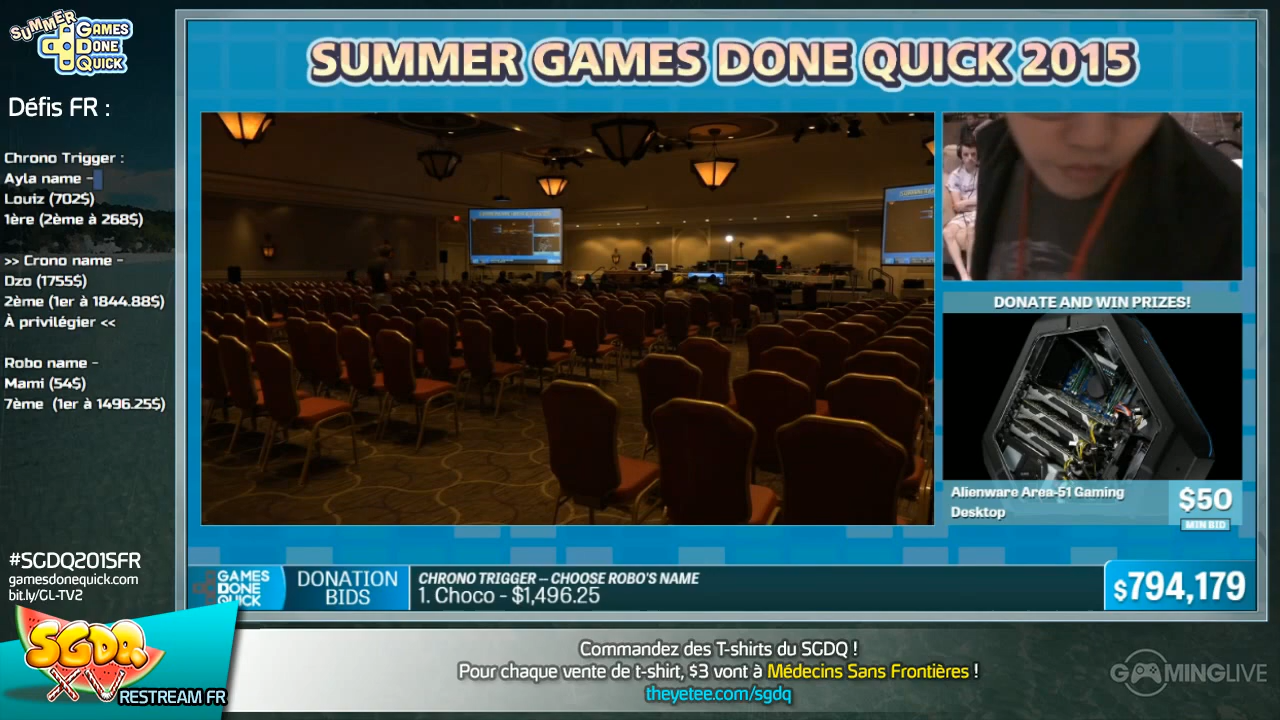 SUMMER
GAMES
DONE
QUICK
Défis FR :
Chrono Trigger :
Ayla name -
Louiz (702$)
1ère (2ème à 268$)
>> Crono name -
Dzo (1755$)
2ème (1er à 1844.88$)
À privilégier <<
Robo name -
Mami (54$)
7ème (1er à 1496.25$)
#SGDQ2015FR
gamesdonequick.com
bit.ly/GL-TV2
SGDQ
XV
RESTREAM FR
SUMMER GAMES DONE QUICK 2015
DONATE AND WIN PRIZES!
Alienware Area-51 Gaming
Desktop
$50
MIN BID
GAMES
DONE
QUICK
DONATION
BIDS
CHRONO TRIGGER -- CHOOSE ROBO'S NAME
1. Choco - $1,496.25
$794,179
Commandez des T-shirts du SGDQ !
Pour chaque vente de t-shirt, $3 vont à Médecins Sans Frontières !
theyetee.com/sgdq
GAMINGLIVE